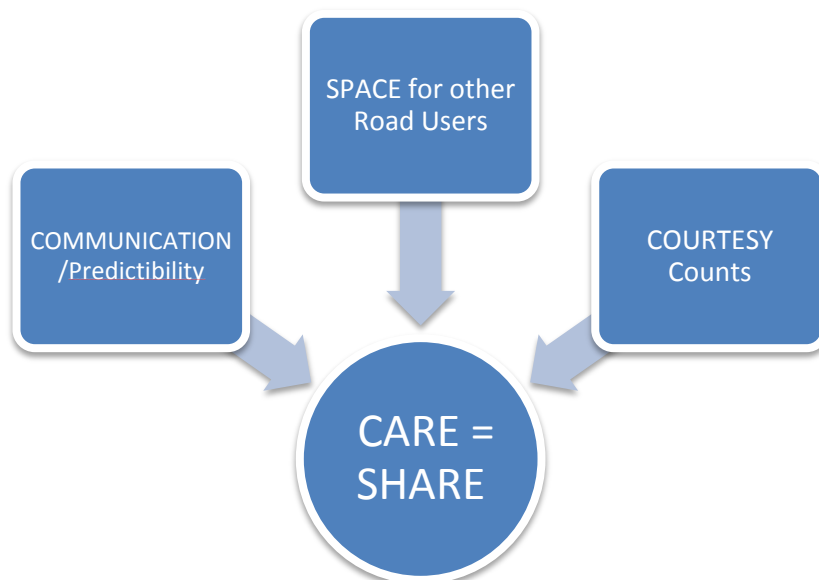 SPACE for other
Road Users
COMMUNICATION
/Predictibility
COURTESY
Counts
CARE =
SHARE